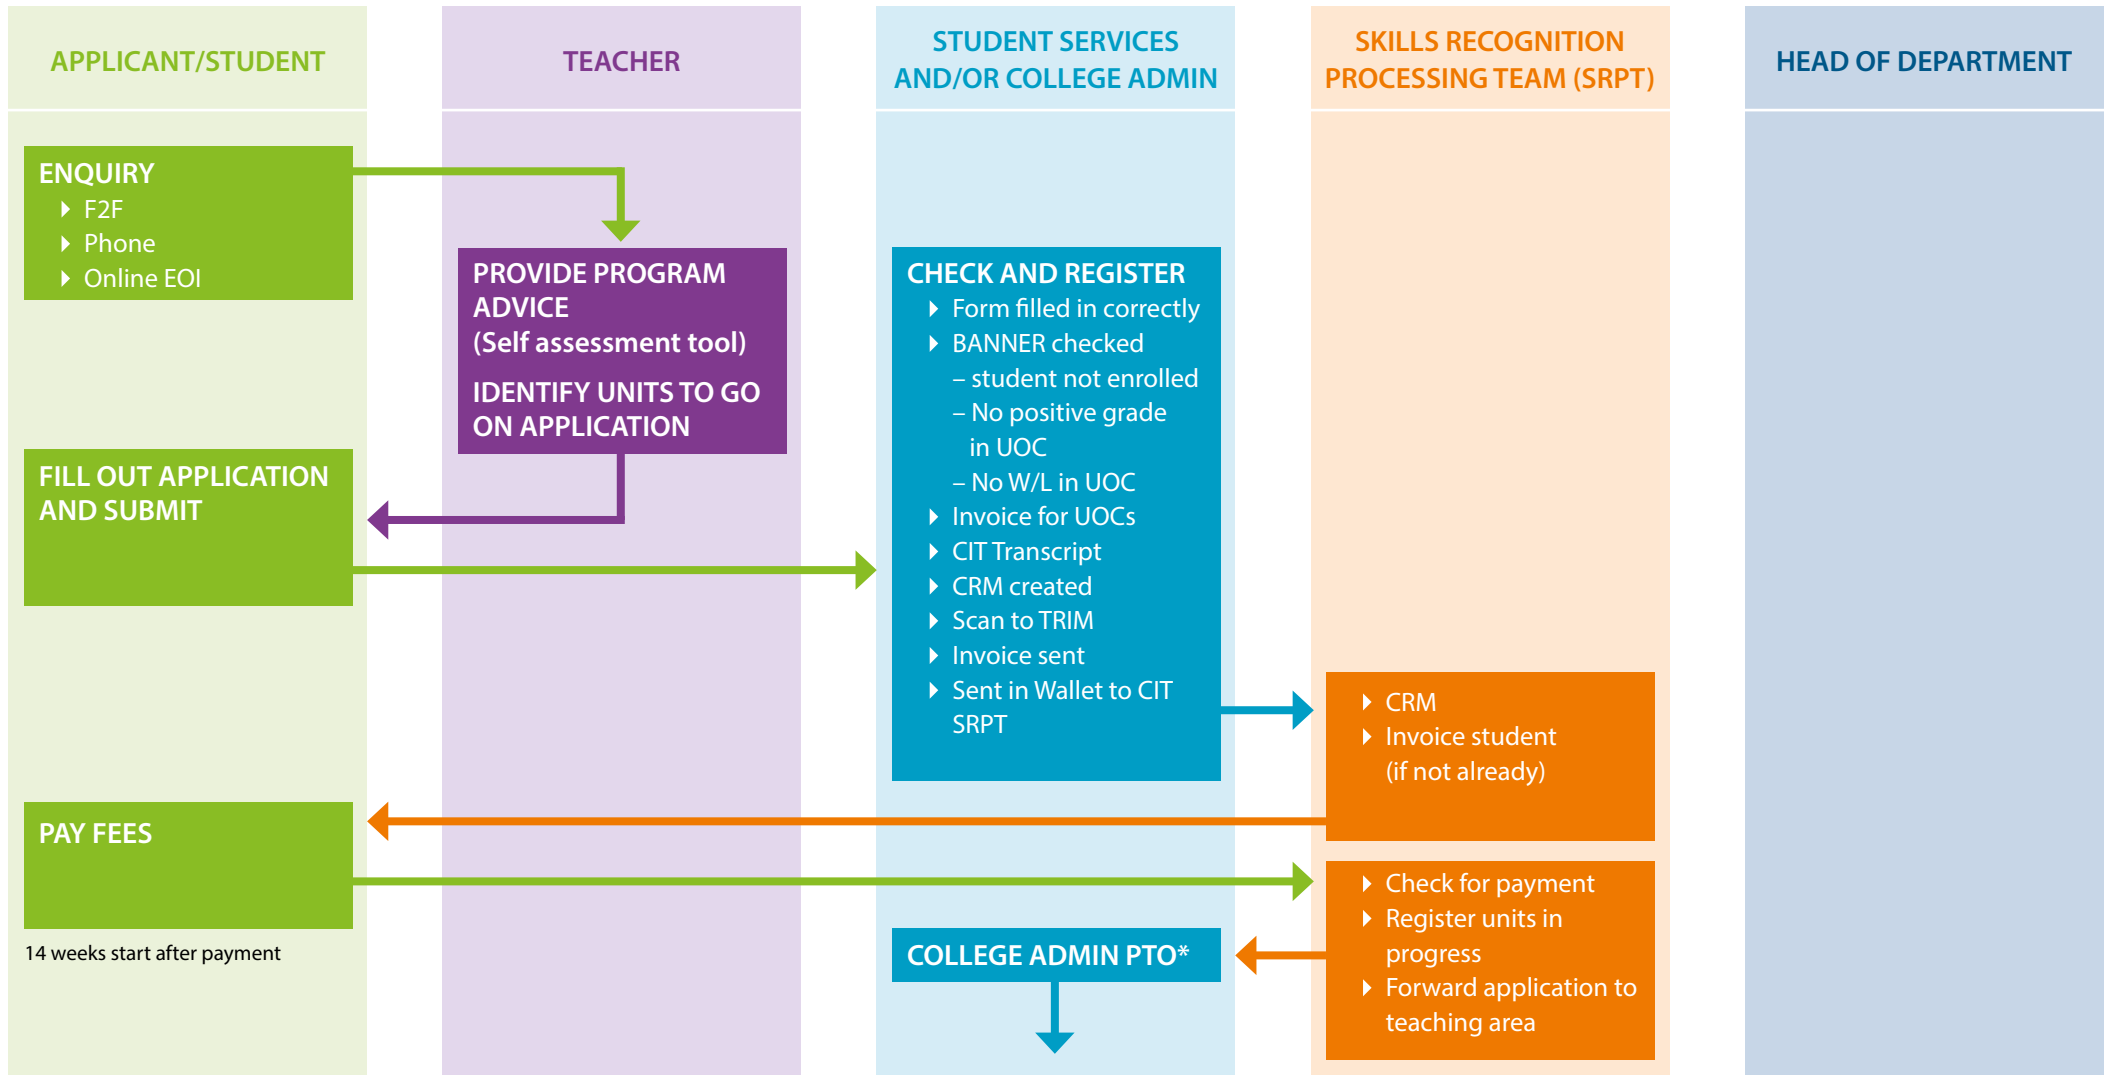 APPLICANT/STUDENT
TEACHER
STUDENT SERVICES
AND/OR COLLEGE ADMIN
SKILLS RECOGNITION
PROCESSING TEAM (SRPT)
HEAD OF DEPARTMENT
ENQUIRY
F2F
Phone
Online EOI
PROVIDE PROGRAM
ADVICE
(Self assessment tool)
IDENTIFY UNITS TO GO
ON APPLICATION
FILL OUT APPLICATION
AND SUBMIT
CHECK AND REGISTER
Form filled in correctly
BANNER checked
– student not enrolled
– No positive grade
in UOC
– No W/L in UOC
Invoice for UOCs
CIT Transcript
CRM created
Scan to TRIM
Invoice sent
Sent in Wallet to CIT
SRPT
CRM
Invoice student
(if not already)
PAY FEES
14 weeks start after payment
Check for payment
Register units in
progress
Forward application to
teaching area
COLLEGE ADMIN PTO*